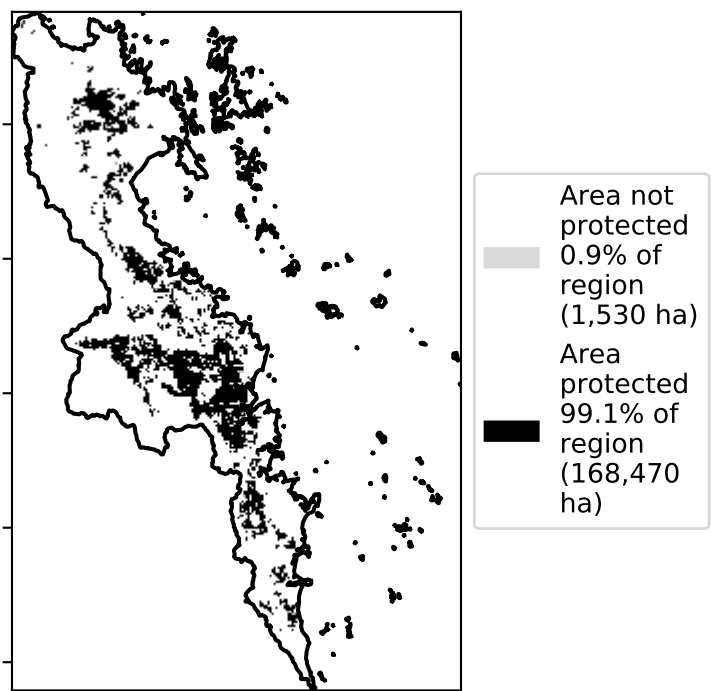 Area not
protected
0.9% of
region
(1,530 ha)
Area
protected
99.1% of
region
(168,470
ha)